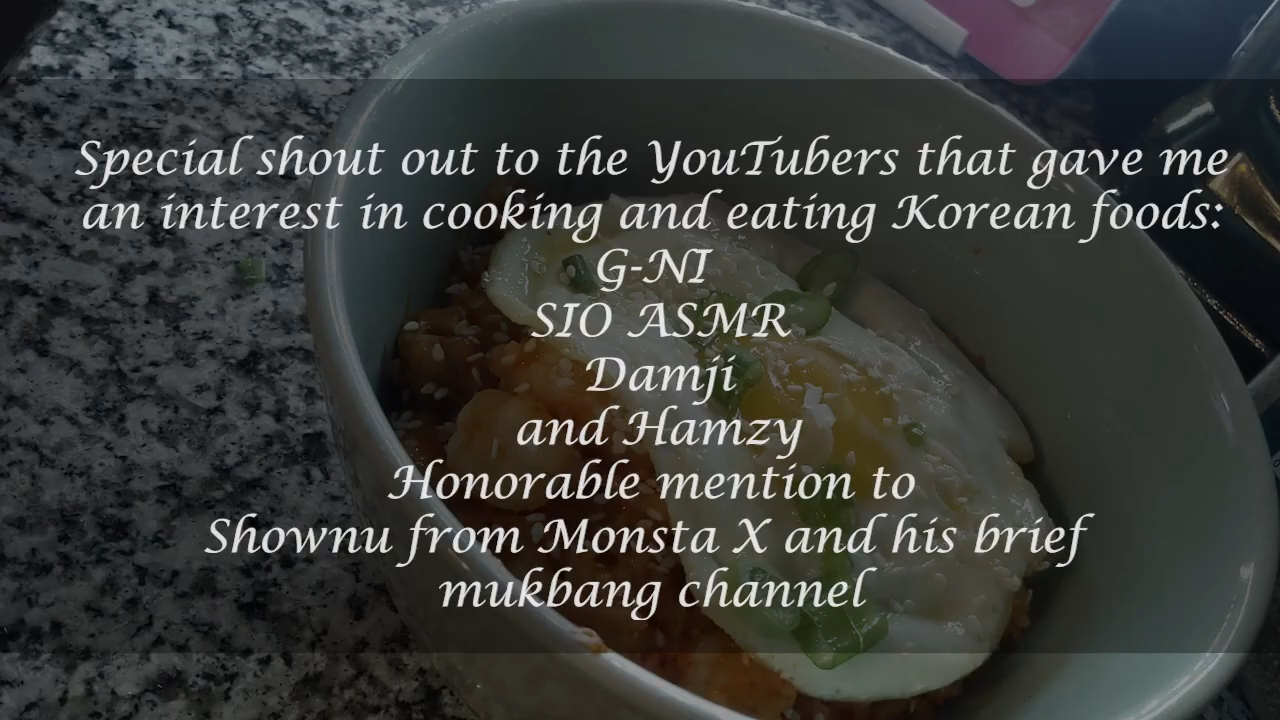 Special shout out to the YouTubers that gave me
an interest in cooking and eating Korean foods:
G-NI
SIO ASMR
Damji
and Hamzy
Honorable mention to
Shownu from Monsta X and his brief
mukbang channel